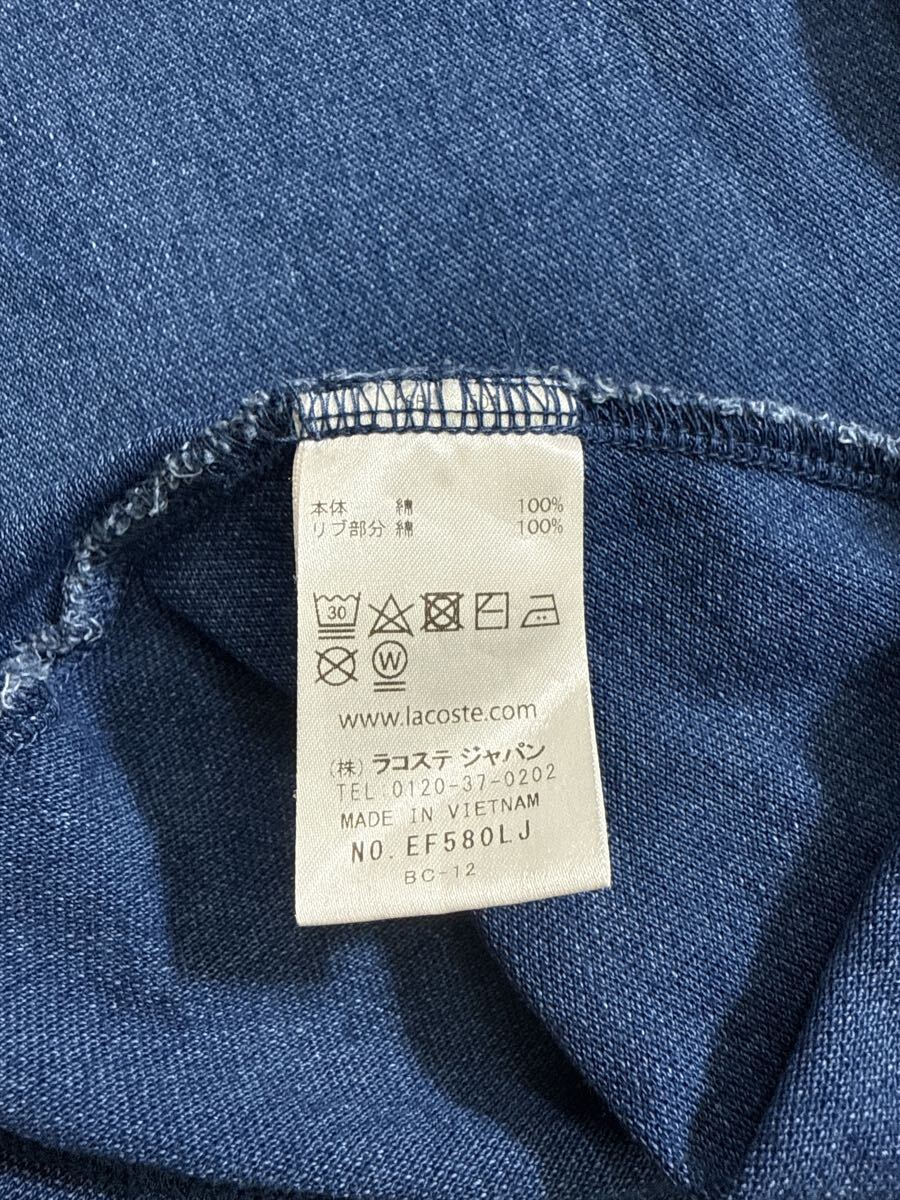 本体 綿 100%
リブ部分 綿 100%
30
W
www.lacoste.com
(株) ラコステ ジャパン
TEL:0120-37-0202
MADE IN VIETNAM
NO. EF580LJ
BC-12